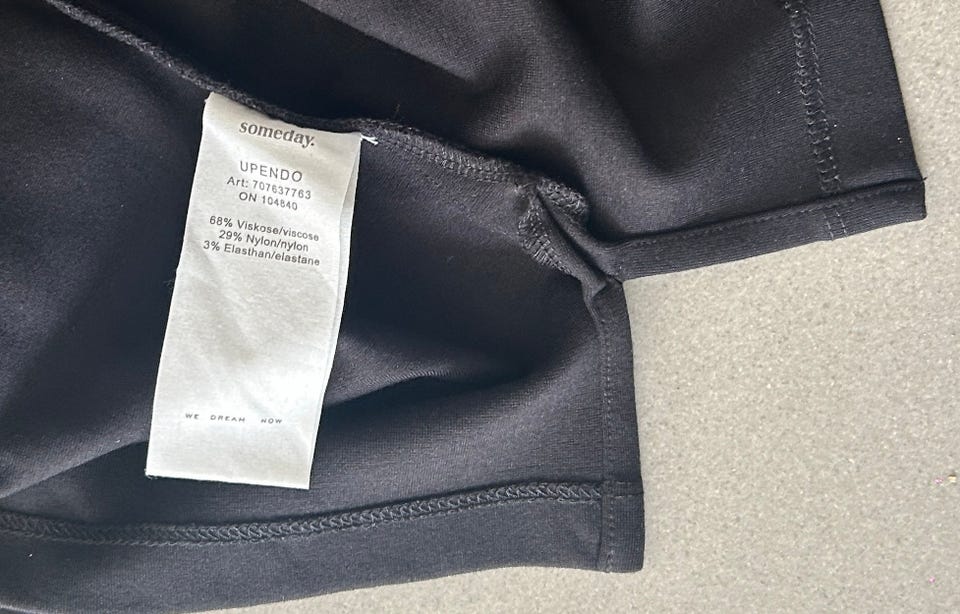 someday.
UPENDO
Art: 707637763
ON 104840
68% Viskose/viscose
29% Nylon/nylon
3% Elasthan/elastane
WE DREAM NOW